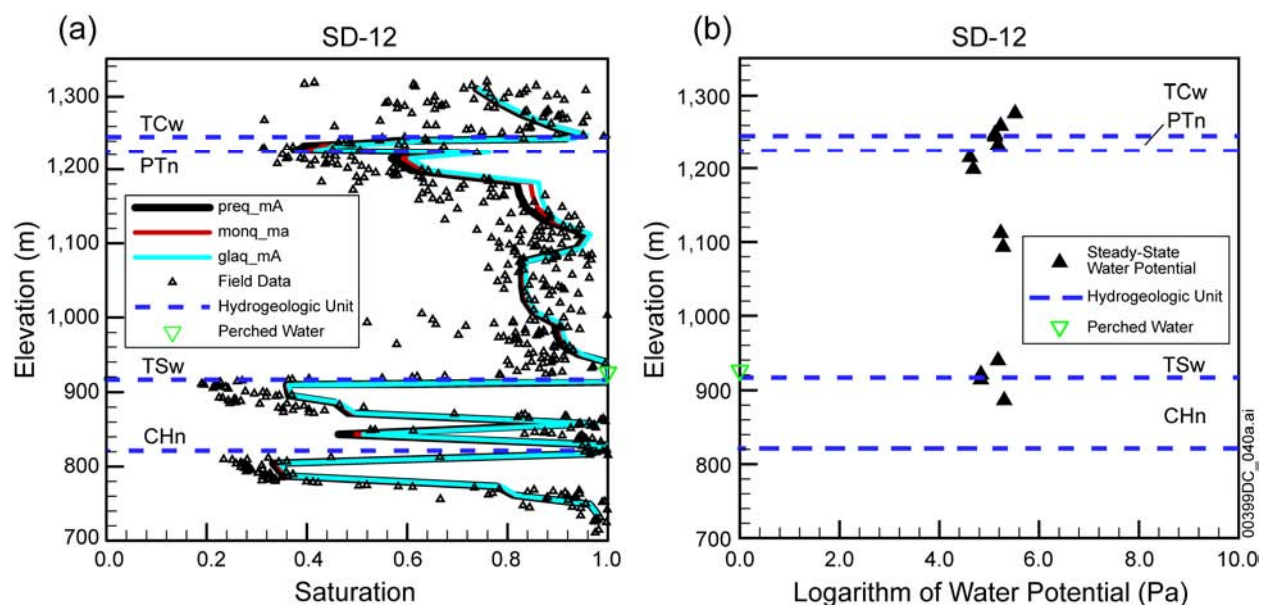 (a)
SD-12
Elevation (m)
1,300
1,200
1,100
1,000
900
800
700
TCw
PTn
TSw
CHn
preq_mA
monq_ma
glaq_mA
Field Data
Hydrogeologic Unit
Perched Water
0.0 0.2 0.4 0.6 0.8 1.0
Saturation
(b)
SD-12
Elevation (m)
1,300
1,200
1,100
1,000
900
800
700
TCw
PTn
TSw
CHn
Steady-State
Water Potential
Hydrogeologic Unit
Perched Water
0.0 2.0 4.0 6.0 8.0 10.0
Logarithm of Water Potential (Pa)
00399DC_040a.ai